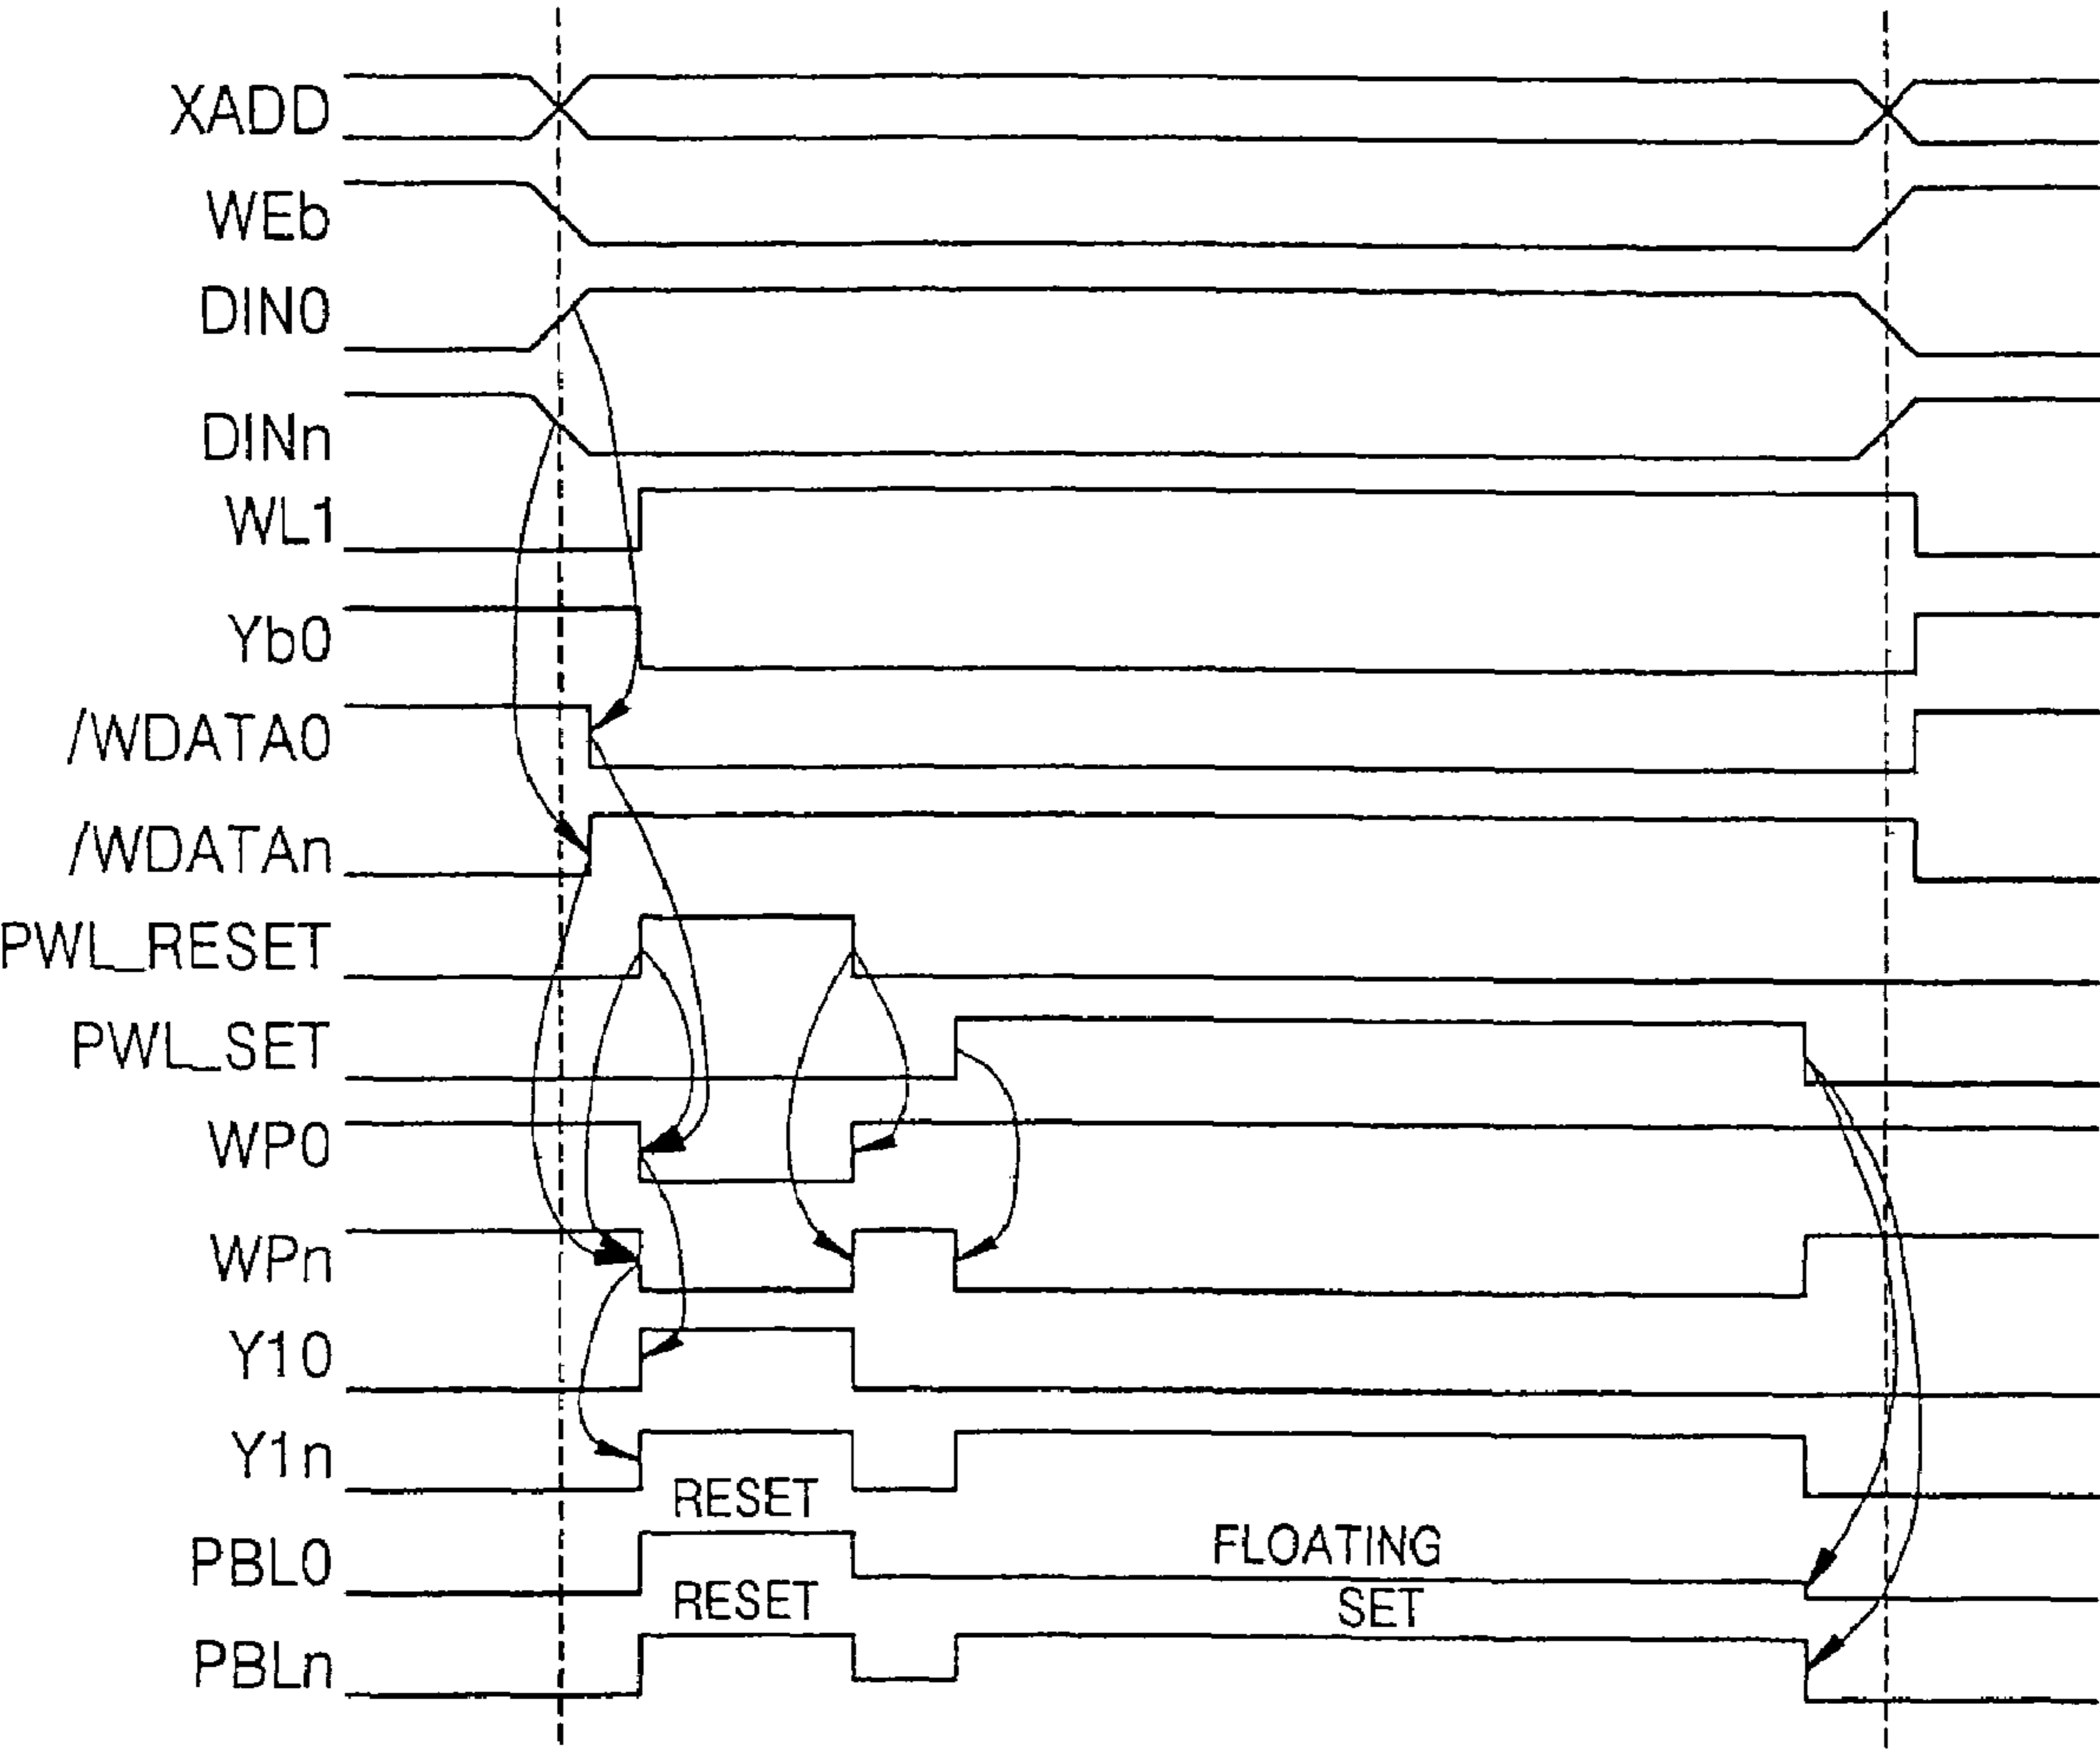 XADD
WEb
DIN0
DINn
WL1
Yb0
/WDATA0
/WDATAn
PWL_RESET
PWL_SET
WP0
WPn
Y10
Y1n
RESET
FLOATING
PBL0
RESET
SET
PBLn